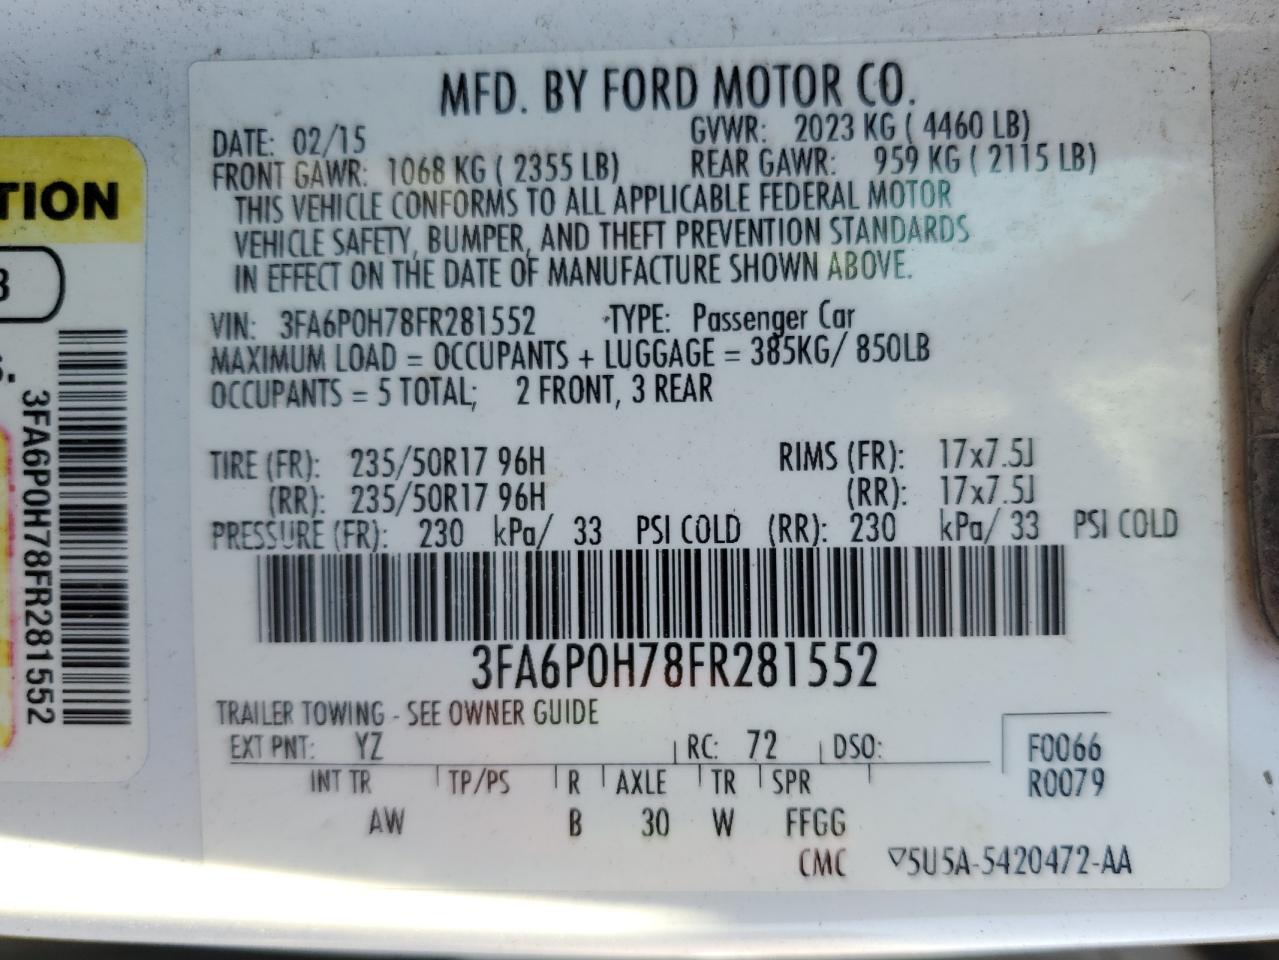 MFD. BY FORD MOTOR CO.
DATE: 02/15 GVWR: 2023 KG ( 4460 LB)
FRONT GAWR: 1068 KG ( 2355 LB) REAR GAWR: 959 KG ( 2115 LB)
THIS VEHICLE CONFORMS TO ALL APPLICABLE FEDERAL MOTOR
VEHICLE SAFETY, BUMPER, AND THEFT PREVENTION STANDARDS
IN EFFECT ON THE DATE OF MANUFACTURE SHOWN ABOVE.
VIN: 3FA6P0H78FR281552 TYPE: Passenger Car
MAXIMUM LOAD = OCCUPANTS + LUGGAGE = 385KG/ 850LB
OCCUPANTS = 5 TOTAL; 2 FRONT, 3 REAR
TIRE (FR): 235/50R17 96H RIMS (FR): 17x7.5J
(RR): 235/50R17 96H (RR): 17x7.5J
PRESSURE (FR): 230 kPa/ 33 PSI COLD (RR): 230 kPa/ 33 PSI COLD
3FA6P0H78FR281552
TRAILER TOWING - SEE OWNER GUIDE
EXT PNT: YZ RC: 72 DSO: F0066
R0079
INT TR TP/PS R AXLE TR SPR
AW B 30 W FFGG
CMC ▽5U5A-5420472-AA
TION
3
3FA6P0H78FR281552